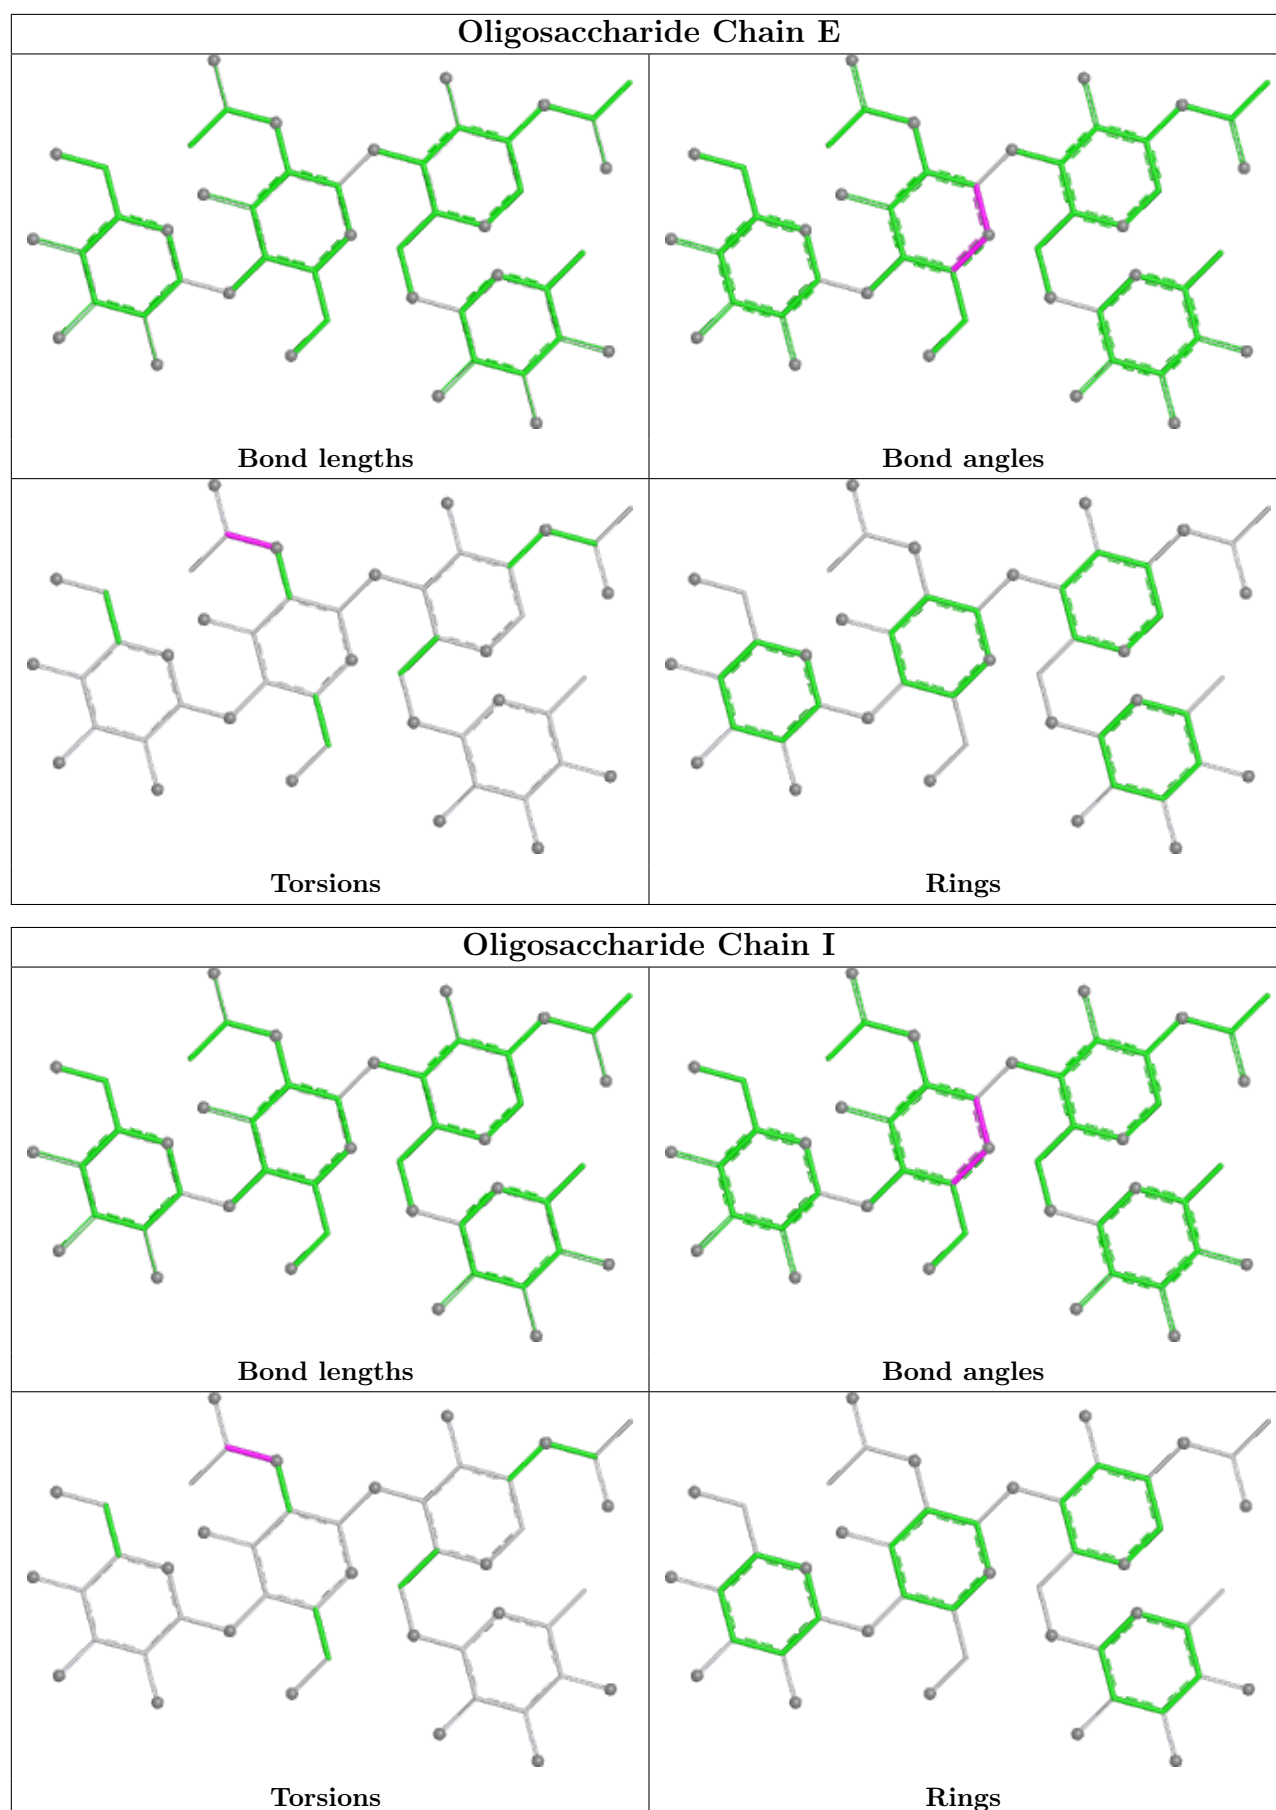 Oligosaccharide Chain E
Bond lengths
Bond angles
Torsions
Rings
Oligosaccharide Chain I
Bond lengths
Bond angles
Torsions
Rings